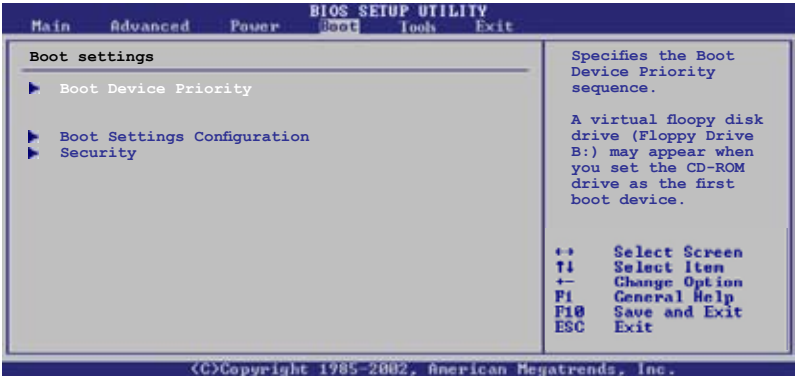 BIOS SETUP UTILITY
Main Advanced Power Boot Tools Exit
Boot settings
Boot Device Priority
Boot Settings Configuration
Security
Specifies the Boot
Device Priority
sequence.
A virtual floopy disk
drive (Floppy Drive
B:) may appear when
you set the CD-ROM
drive as the first
boot device.
↔ Select Screen
↑↓ Select Item
+- Change Option
F1 General Help
F10 Save and Exit
ESC Exit
(C)Copyright 1985-2002, American Megatrends, Inc.